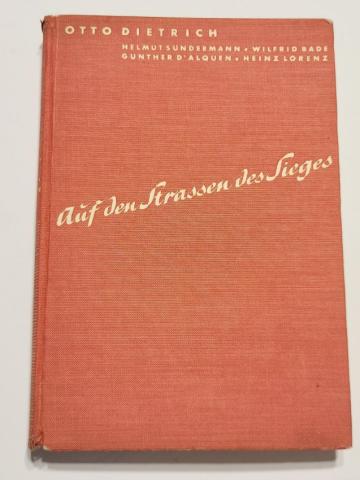 OTTO DIETRICH
HELMUT SUNDERMANN • WILFRID BADE
GUNTHER D'ALQUEN • HEINZ LORENZ
Auf den Strassen des Sieges